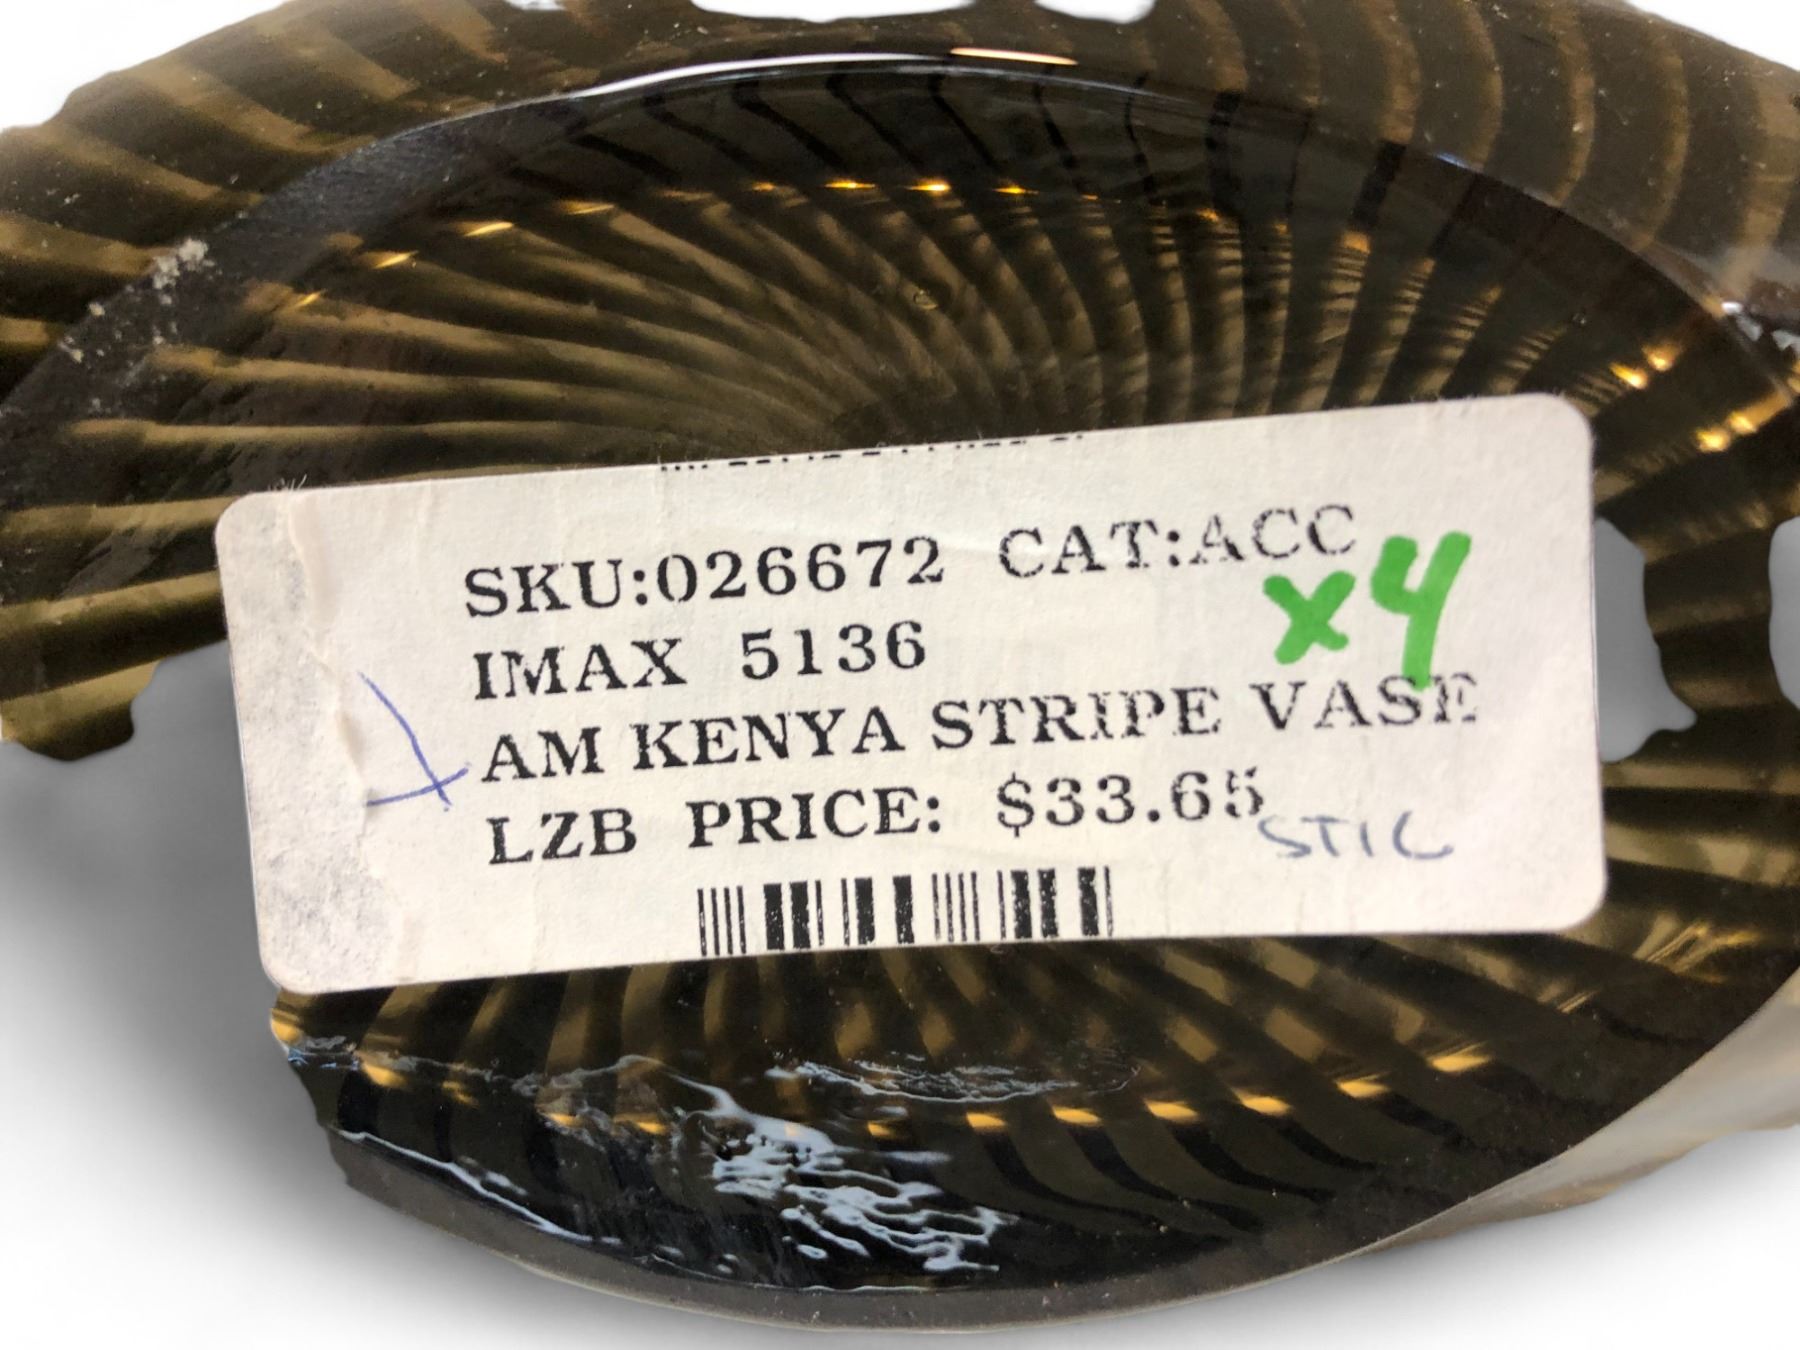 SKU:026672 CAT:ACC
x4
IMAX 5136
AM KENYA STRIPE VASE
LZB PRICE: $33.65
STIC